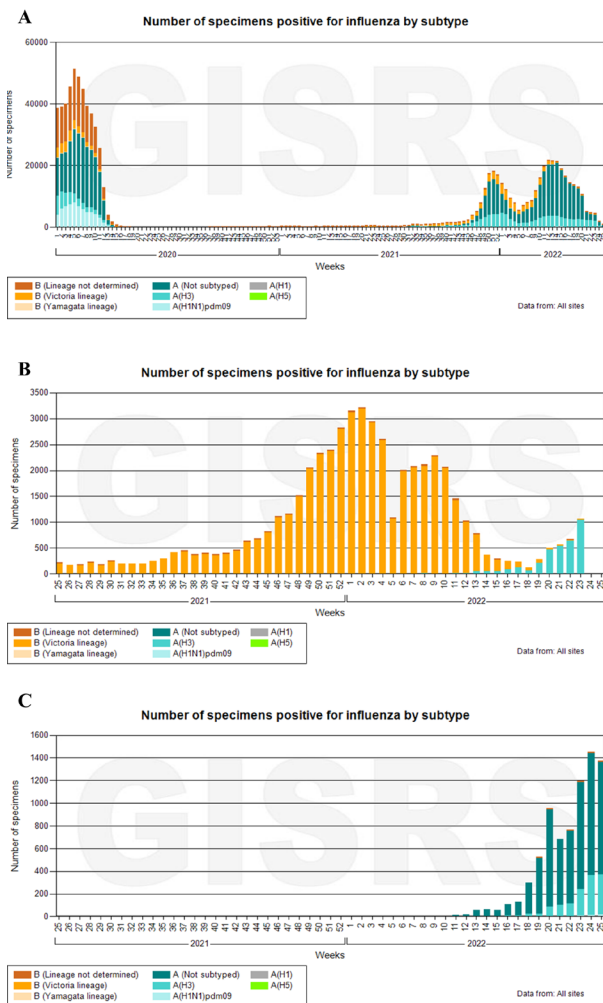 A
Number of specimens positive for influenza by subtype
GISRS
Number of specimens
60000
40000
20000
0
2020
2021
2022
Weeks
B (Lineage not determined) A (Not subtyped) A(H1)
B (Victoria lineage) A(H3) A(H5)
B (Yamagata lineage) A(H1N1)pdm09
Data from: All sites
B
Number of specimens positive for influenza by subtype
GISRS
Number of specimens
3500
3000
2500
2000
1500
1000
500
0
25 26 27 28 29 30 31 32 33 34 35 36 37 38 39 40 41 42 43 44 45 46 47 48 49 50 51 52 1 2 3 4 5 6 7 8 9 10 11 12 13 14 15 16 17 18 19 20 21 22 23 24 25
2021
2022
Weeks
B (Lineage not determined) A (Not subtyped) A(H1)
B (Victoria lineage) A(H3) A(H5)
B (Yamagata lineage) A(H1N1)pdm09
Data from: All sites
C
Number of specimens positive for influenza by subtype
GISRS
Number of specimens
1600
1400
1200
1000
800
600
400
200
0
25 26 27 28 29 30 31 32 33 34 35 36 37 38 39 40 41 42 43 44 45 46 47 48 49 50 51 52 1 2 3 4 5 6 7 8 9 10 11 12 13 14 15 16 17 18 19 20 21 22 23 24 25
2021
2022
Weeks
B (Lineage not determined) A (Not subtyped) A(H1)
B (Victoria lineage) A(H3) A(H5)
B (Yamagata lineage) A(H1N1)pdm09
Data from: All sites